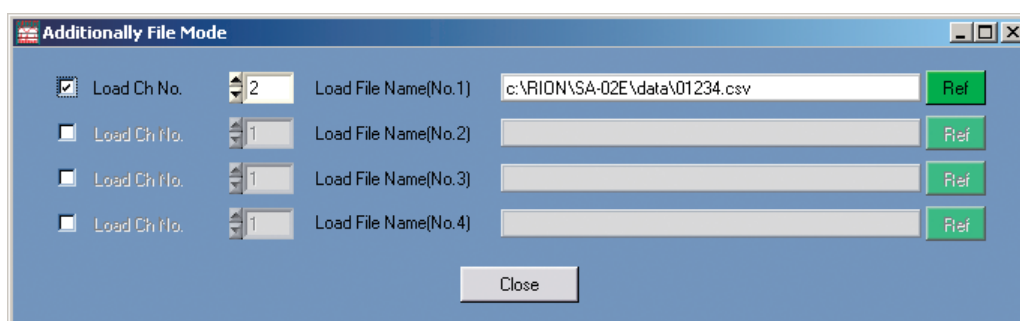 Additionally File Mode
Load Ch No. 2 Load File Name(No.1) c:\RION\SA-02E\data\01234.csv Ref
Load Ch No. 1 Load File Name(No.2) Ref
Load Ch No. 1 Load File Name(No.3) Ref
Load Ch No. 1 Load File Name(No.4) Ref
Close